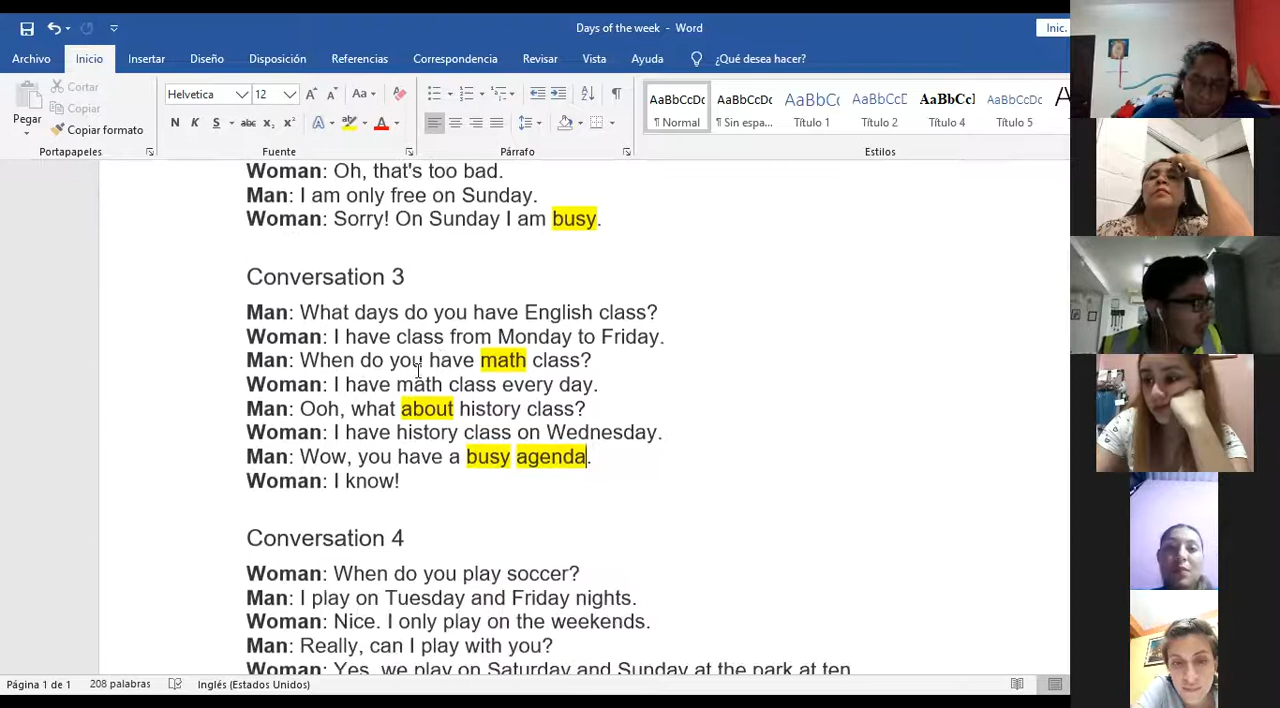 Days of the week - Word
Inic.
Archivo Inicio Insertar Diseño Disposición Referencias Correspondencia Revisar Vista Ayuda ¿Qué desea hacer?
Pegar
Cortar
Copiar
Copiar formato
Portapapeles
Helvetica 12
Fuente
Párrafo
AaBbCcDc AaBbCcDc AaBbC AaBbCcD AaBbCcI AaBbCcDc
¶ Normal ¶ Sin espa... Título 1 Título 2 Título 4 Título 5
Estilos
Woman: Oh, that's too bad.
Man: I am only free on Sunday.
Woman: Sorry! On Sunday I am busy.
Conversation 3
Man: What days do you have English class?
Woman: I have class from Monday to Friday.
Man: When do you have math class?
Woman: I have math class every day.
Man: Ooh, what about history class?
Woman: I have history class on Wednesday.
Man: Wow, you have a busy agenda.
Woman: I know!
Conversation 4
Woman: When do you play soccer?
Man: I play on Tuesday and Friday nights.
Woman: Nice. I only play on the weekends.
Man: Really, can I play with you?
Woman: Yes, we play on Saturday and Sunday at the park at ten
Página 1 de 1 208 palabras Inglés (Estados Unidos)